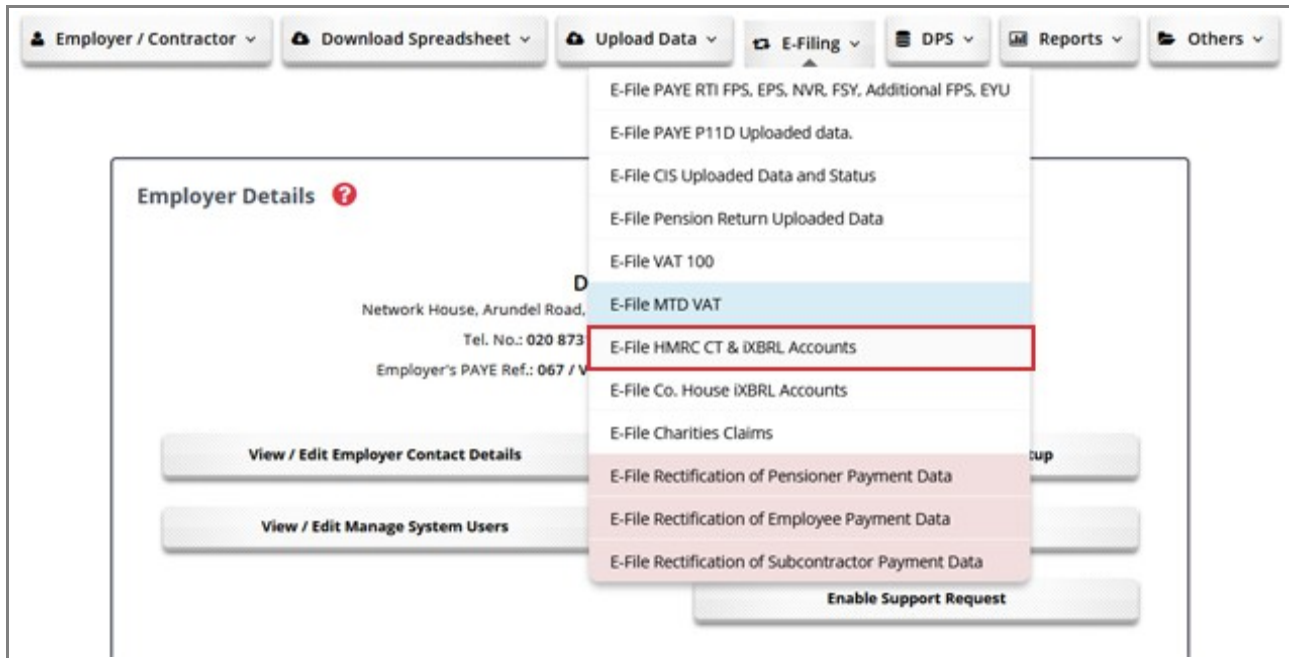 Employer / Contractor
Download Spreadsheet
Upload Data
E-Filing
DPS
Reports
Others
E-File PAYE RTI FPS, EPS, NVR, FSY, Additional FPS, EYU
E-File PAYE P11D Uploaded data.
E-File CIS Uploaded Data and Status
E-File Pension Return Uploaded Data
E-File VAT 100
E-File MTD VAT
E-File HMRC CT & iXBRL Accounts
E-File Co. House iXBRL Accounts
E-File Charities Claims
E-File Rectification of Pensioner Payment Data
E-File Rectification of Employee Payment Data
E-File Rectification of Subcontractor Payment Data
Employer Details ?
D
Network House, Arundel Road,
Tel. No.: 020 873
Employer's PAYE Ref.: 067 / V
View / Edit Employer Contact Details
tup
View / Edit Manage System Users
Enable Support Request